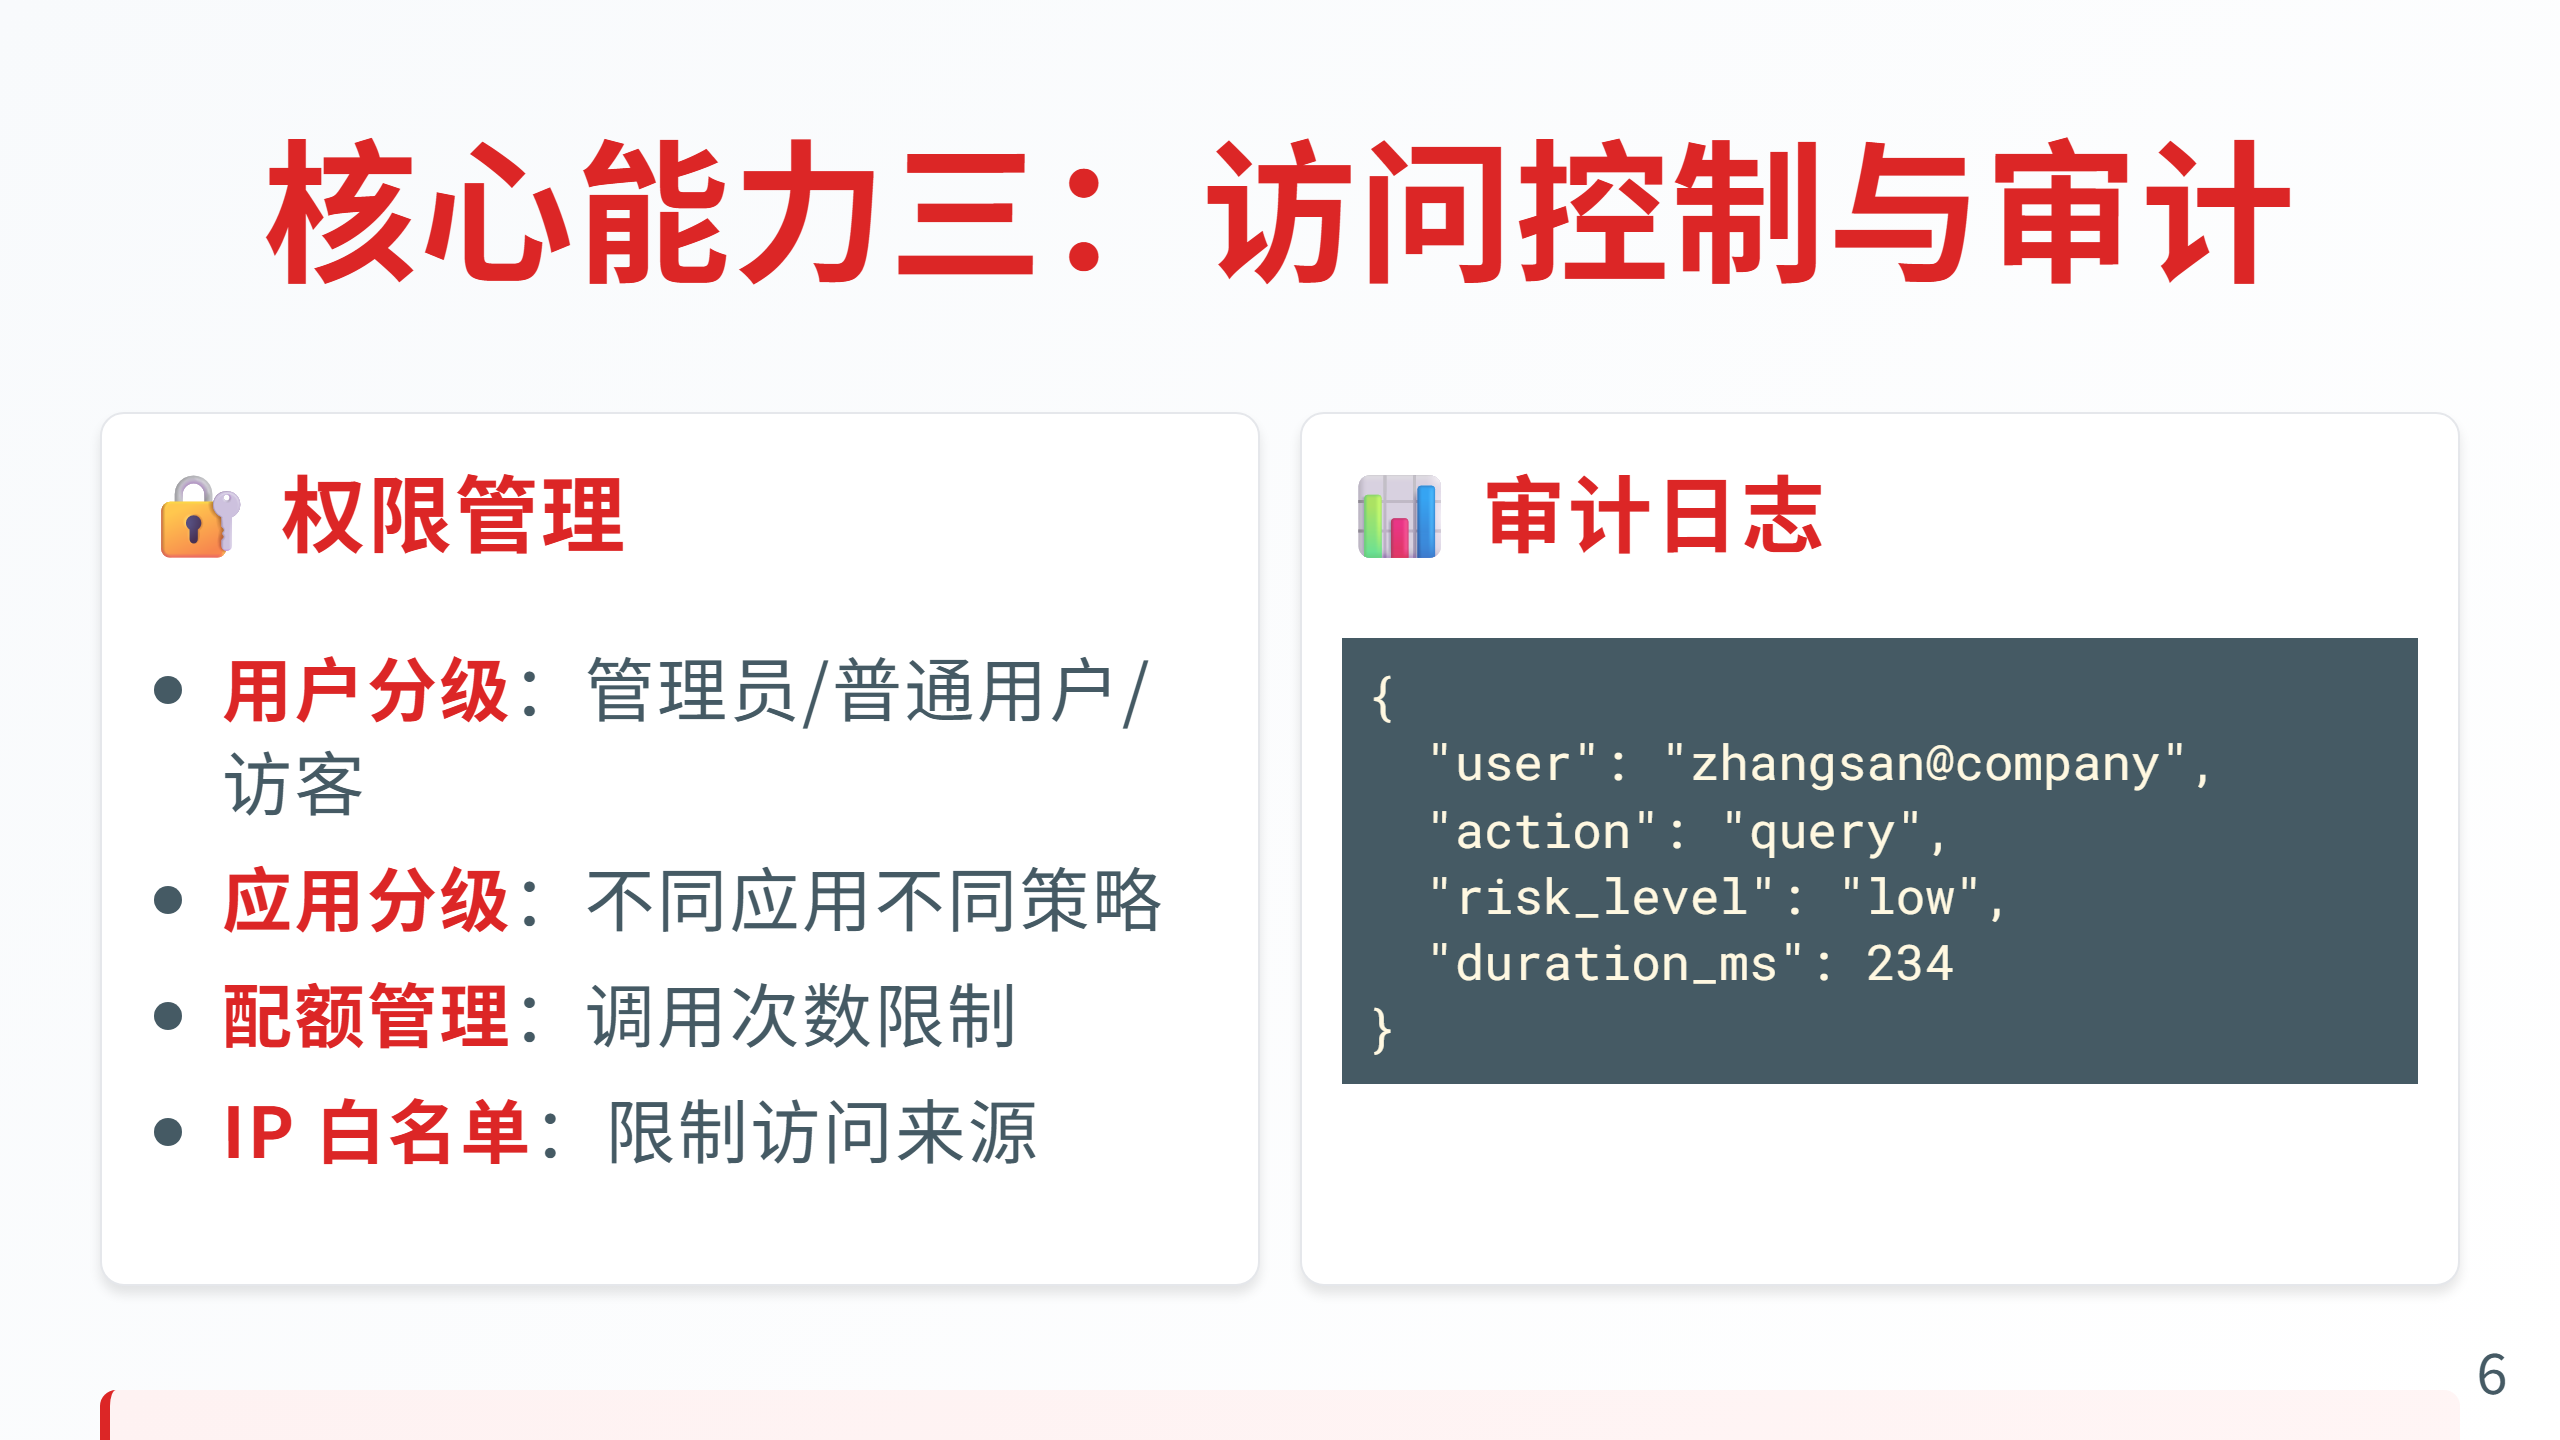 核心能力三：访问控制与审计
权限管理
用户分级：管理员/普通用户/
访客
应用分级：不同应用不同策略
配额管理：调用次数限制
IP 白名单：限制访问来源
审计日志
{
  "user": "zhangsan@company",
  "action": "query",
  "risk_level": "low",
  "duration_ms": 234
}
6